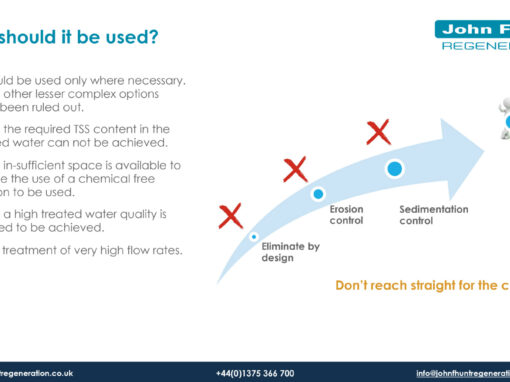 should it be used?
John F
REGENER
uld be used only where necessary.
other lesser complex options
been ruled out.
the required TSS content in the
ed water can not be achieved.
in-sufficient space is available to
e the use of a chemical free
on to be used.
a high treated water quality is
ed to be achieved.
treatment of very high flow rates.
Eliminate by
design
Erosion
control
Sedimentation
control
Don't reach straight for the c
tregeneration.co.uk
+44(0)1375 366 700
info@johnfhuntregeneratio